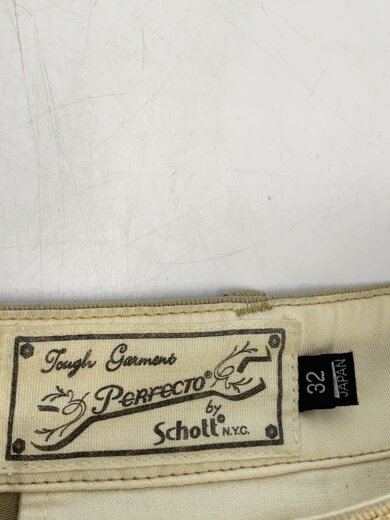 Tough Garment
PERFECTO®
by
Schott® N.Y.C.
32
JAPAN